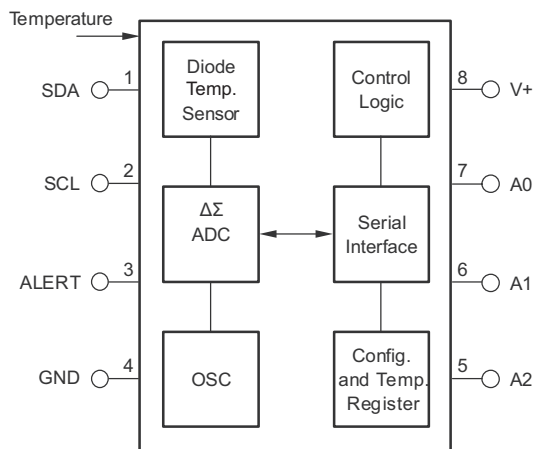 Temperature
SDA
1
Diode
Temp.
Sensor
Control
Logic
8
V+
SCL
2
ΔΣ
ADC
Serial
Interface
7
A0
ALERT
3
6
A1
GND
4
OSC
Config.
and Temp.
Register
5
A2